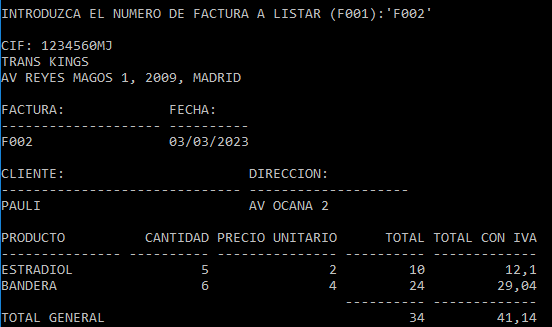 INTRODUZCA EL NUMERO DE FACTURA A LISTAR (F001):'F002'
CIF: 1234560MJ
TRANS KINGS
AV REYES MAGOS 1, 2009, MADRID
FACTURA: FECHA:
-------------------- ----------
F002 03/03/2023
CLIENTE: DIRECCION:
------------------------------ --------------------
PAULI AV OCANA 2
PRODUCTO CANTIDAD PRECIO UNITARIO TOTAL TOTAL CON IVA
--------------- ---------- --------------- ---------- -------------
ESTRADIOL 5 2 10 12,1
BANDERA 6 4 24 29,04
---------- -------------
TOTAL GENERAL 34 41,14